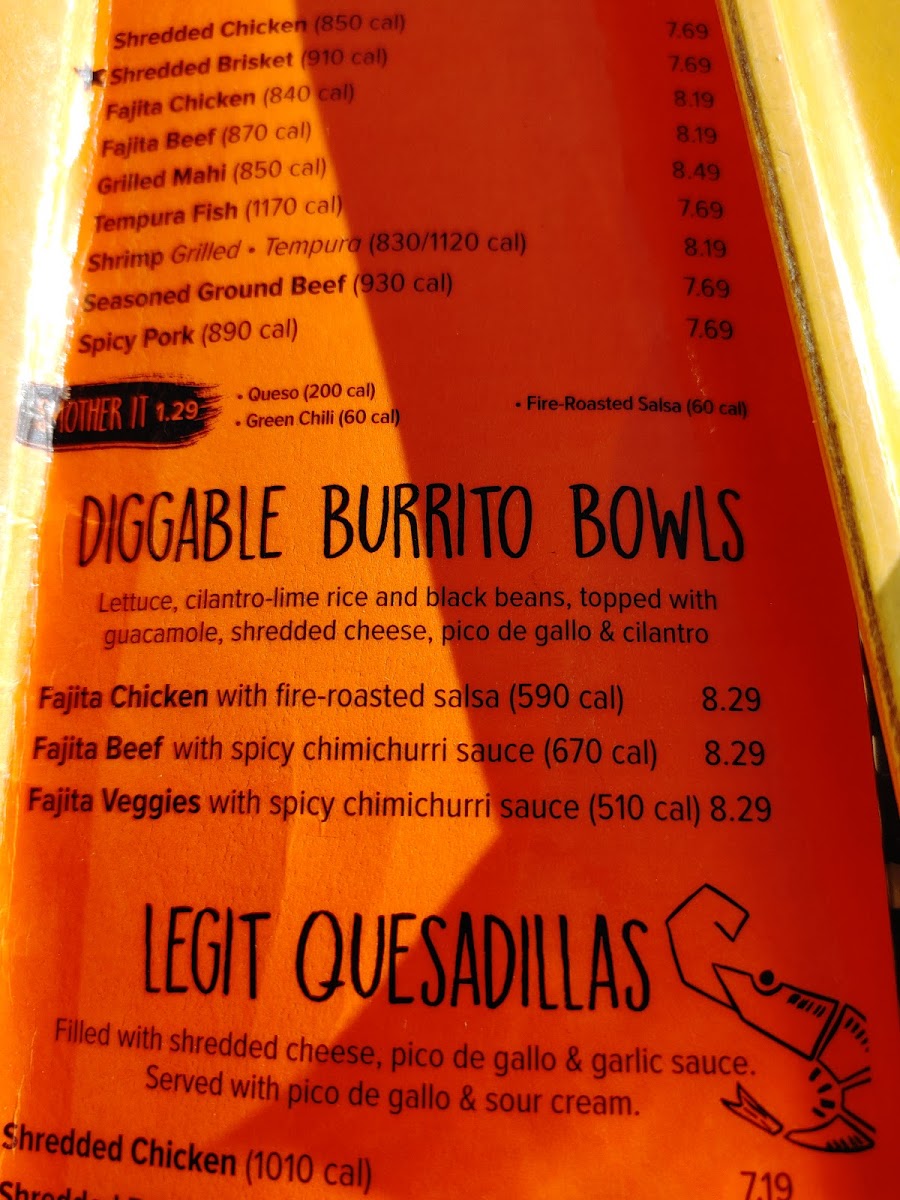 Shredded Chicken (850 cal) 7.69
Shredded Brisket (910 cal) 7.69
Fajita Chicken (840 cal) 8.19
Fajita Beef (870 cal) 8.19
Grilled Mahi (850 cal) 8.49
Tempura Fish (1170 cal) 7.69
Shrimp Grilled • Tempura (830/1120 cal) 8.19
Seasoned Ground Beef (930 cal) 7.69
Spicy Pork (890 cal) 7.69
SMOTHER IT 1.29
• Queso (200 cal)
• Green Chili (60 cal)
• Fire-Roasted Salsa (60 cal)
DIGGABLE BURRITO BOWLS
Lettuce, cilantro-lime rice and black beans, topped with
guacamole, shredded cheese, pico de gallo & cilantro
Fajita Chicken with fire-roasted salsa (590 cal) 8.29
Fajita Beef with spicy chimichurri sauce (670 cal) 8.29
Fajita Veggies with spicy chimichurri sauce (510 cal) 8.29
LEGIT QUESADILLAS
Filled with shredded cheese, pico de gallo & garlic sauce.
Served with pico de gallo & sour cream.
Shredded Chicken (1010 cal) 7.19
Shredded